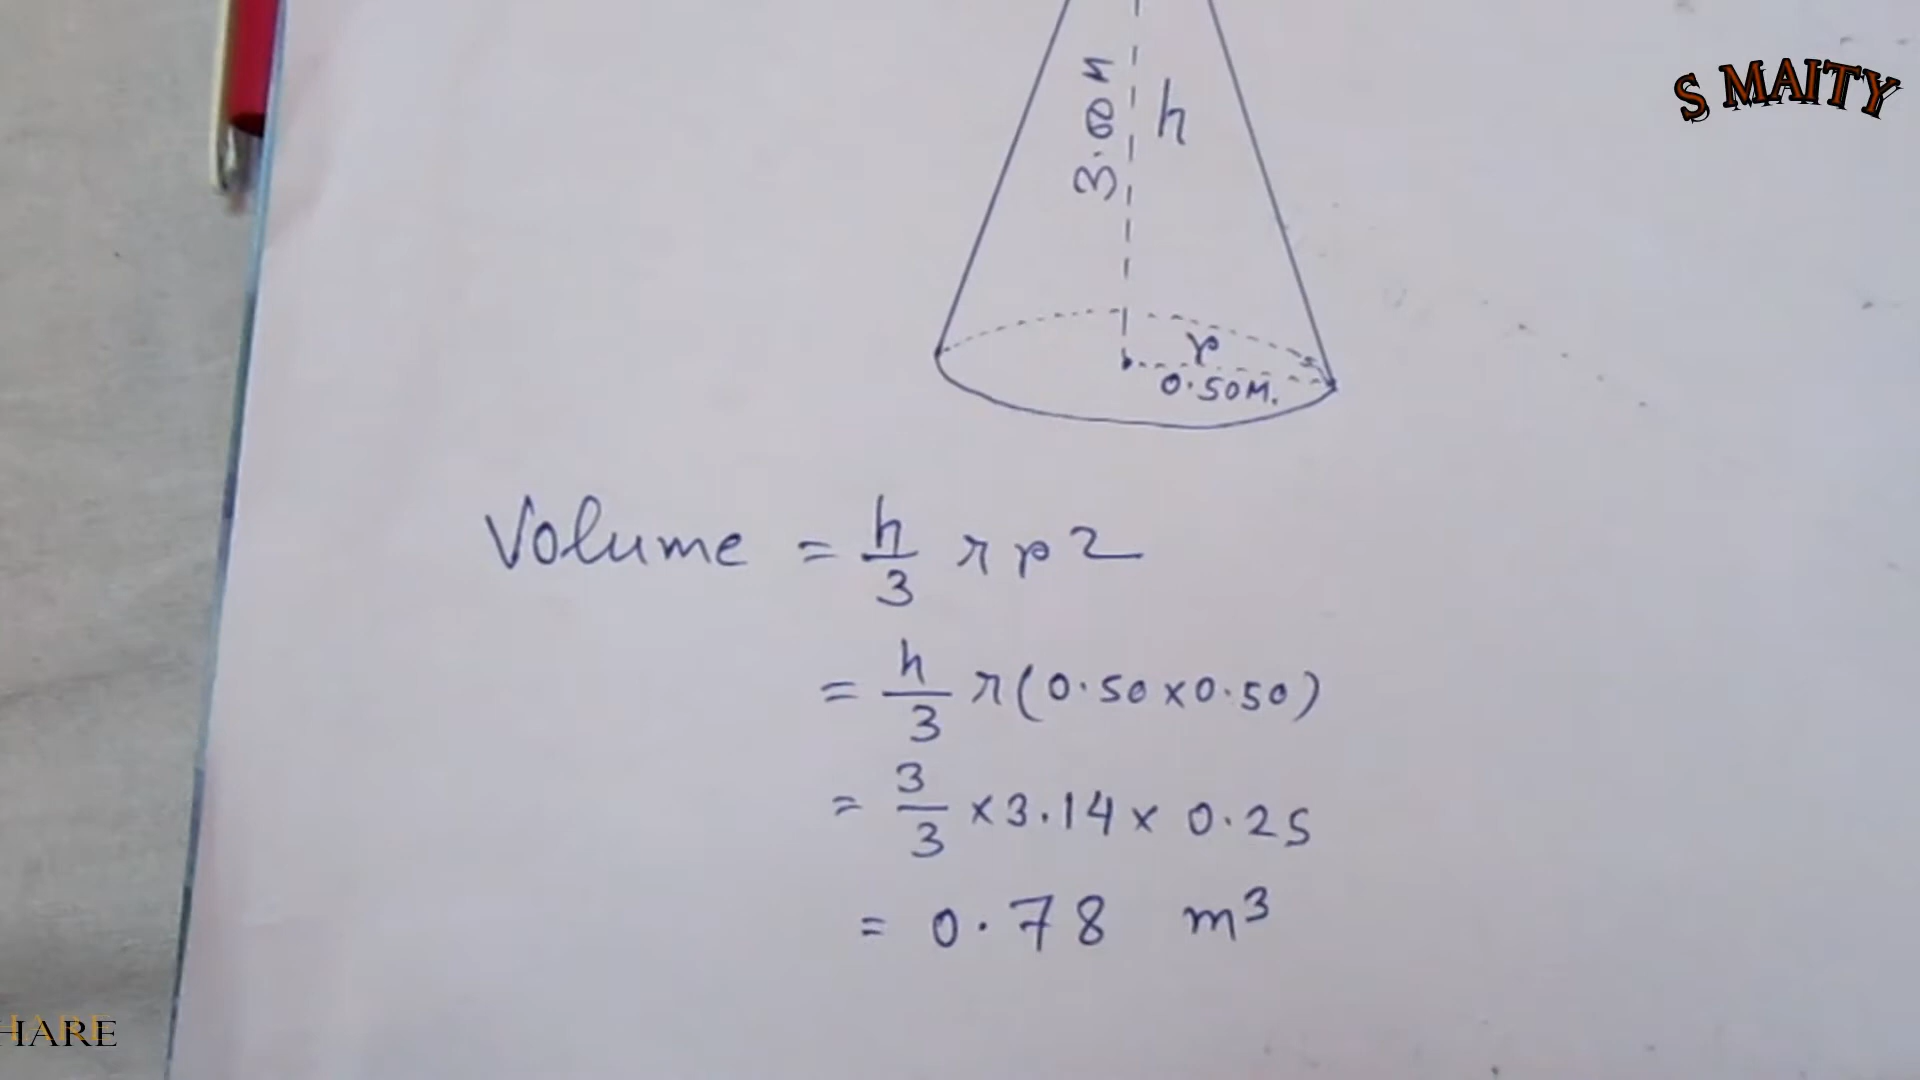 S MAITY
3.00M
h
r
0.50M.
Volume = h/3 π r2
= h/3 π (0.50×0.50)
= 3/3 ×3.14× 0.25
= 0.78 m³
HARE